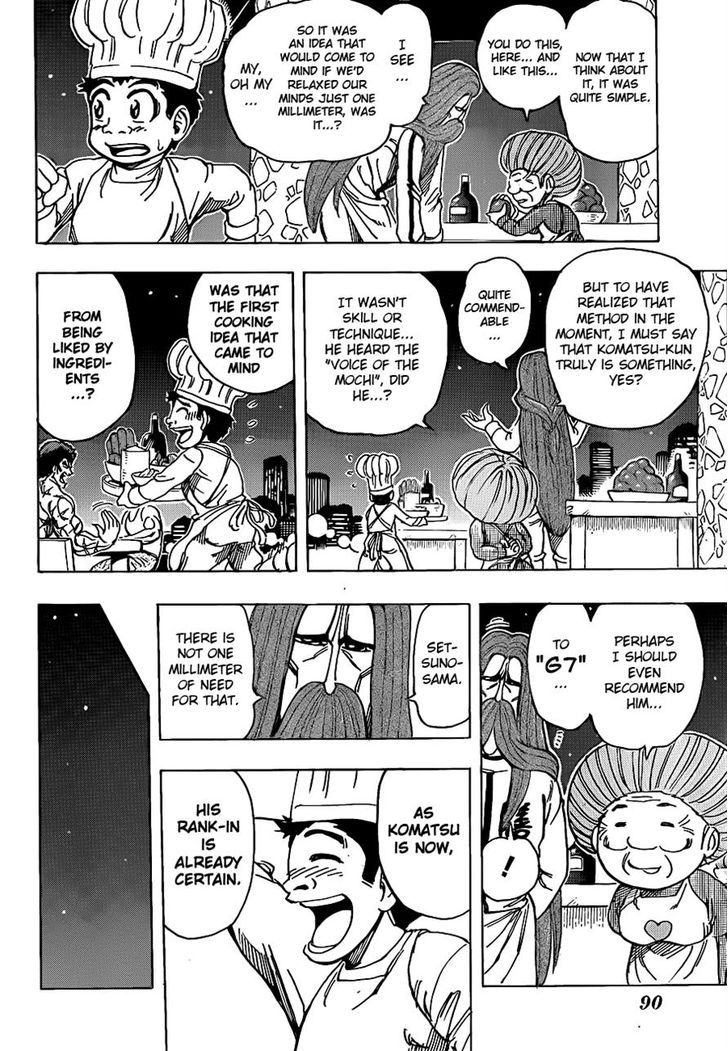 NOW THAT I
THINK ABOUT
IT, IT WAS
QUITE SIMPLE.
YOU DO THIS,
HERE... AND
LIKE THIS...
I
SEE
...
SO IT WAS
AN IDEA THAT
WOULD COME TO
MIND IF WE'D
RELAXED OUR
MINDS JUST ONE
MILLIMETER, WAS
IT...?
MY,
OH MY
...
BUT TO HAVE
REALIZED THAT
METHOD IN THE
MOMENT, I MUST SAY
THAT KOMATSU-KUN
TRULY IS SOMETHING,
YES?
QUITE
COMMEND-
ABLE
...
IT WASN'T
SKILL OR
TECHNIQUE...
HE HEARD THE
"VOICE OF THE
MOCHI", DID
HE...?
WAS THAT
THE FIRST
COOKING
IDEA THAT
CAME TO
MIND
FROM
BEING
LIKED BY
INGREDI-
ENTS
...?
PERHAPS
I SHOULD
EVEN
RECOMMEND
HIM...
TO
"G7"
...
!
SET-
SUNO-
SAMA.
THERE IS
NOT ONE
MILLIMETER
OF NEED
FOR THAT.
AS
KOMATSU
IS NOW,
HIS
RANK-IN
IS
ALREADY
CERTAIN.
90